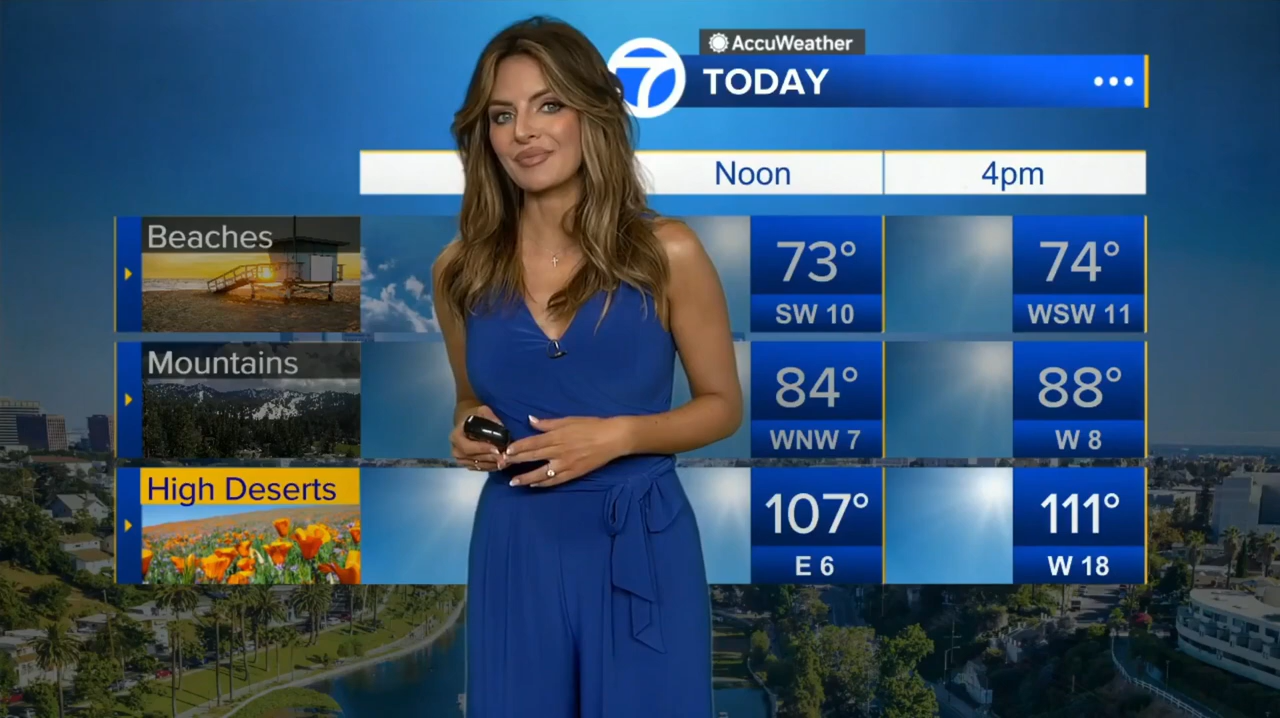 AccuWeather
7
TODAY
Noon
4pm
Beaches
73°
74°
SW 10
WSW 11
Mountains
84°
88°
WNW 7
W 8
High Deserts
107°
111°
E 6
W 18